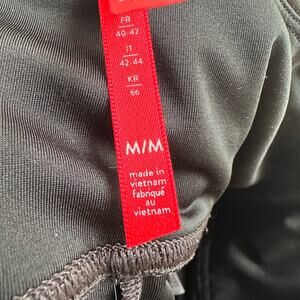 FR
40-42
IT
42-44
KR
66
M/M
made in
vietnam
fabriqué
au
vietnam